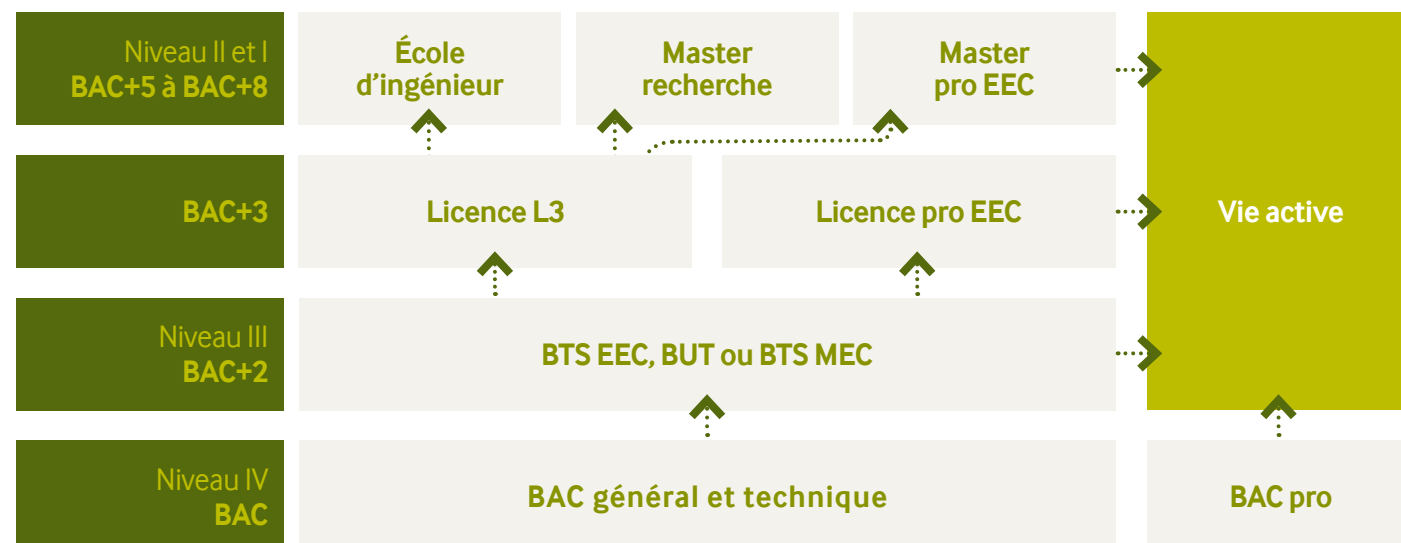 Niveau II et I
BAC+5 à BAC+8
École
d’ingénieur
Master
recherche
Master
pro EEC
BAC+3
Licence L3
Licence pro EEC
Vie active
Niveau III
BAC+2
BTS EEC, BUT ou BTS MEC
Niveau IV
BAC
BAC général et technique
BAC pro